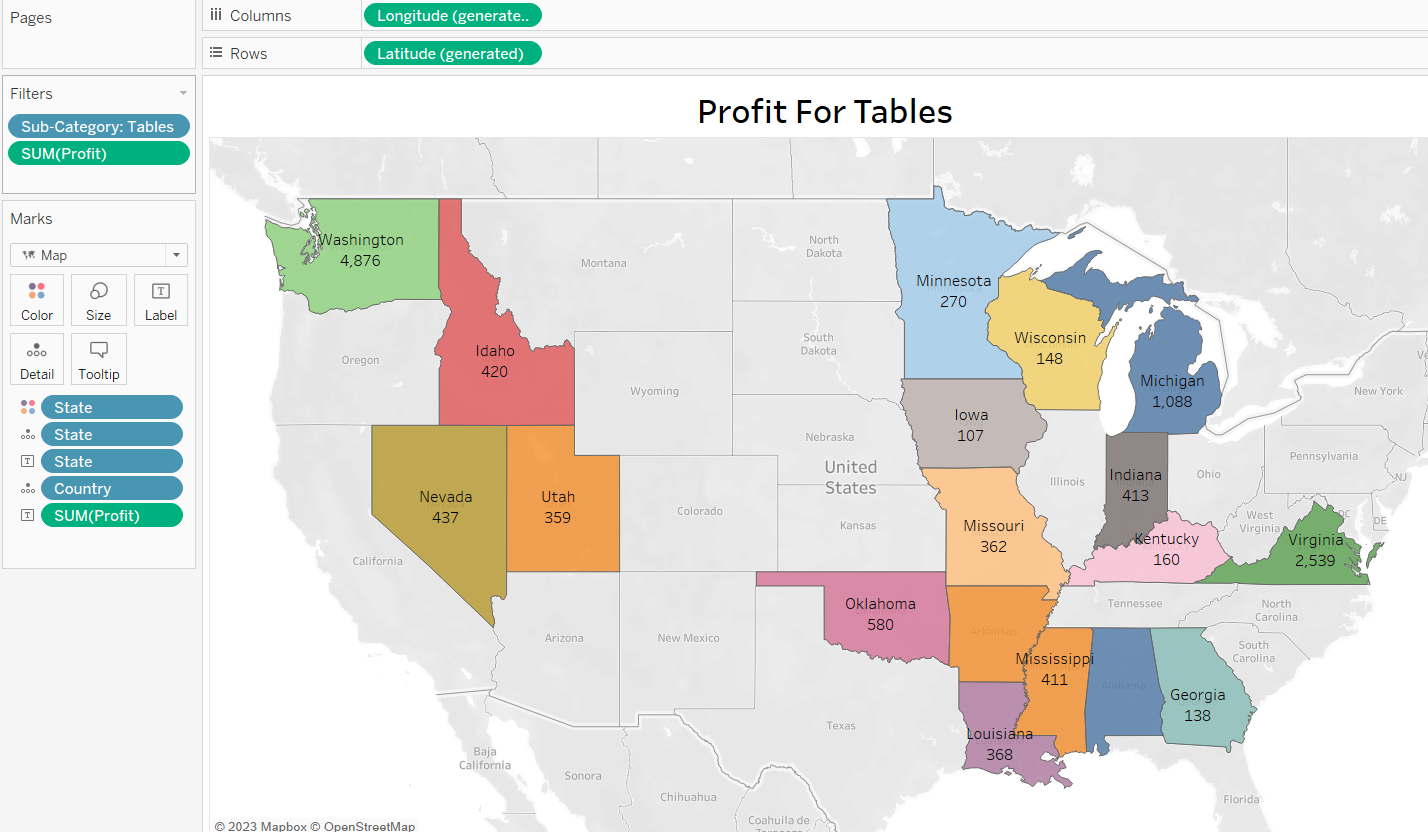 Pages
Columns
Longitude (generate..
Rows
Latitude (generated)
Filters
Sub-Category: Tables
SUM(Profit)
Marks
Map
Color
Size
Label
Detail
Tooltip
State
State
State
Country
SUM(Profit)
Profit For Tables
Washington
4,876
Montana
North
Dakota
Minnesota
270
Oregon
Idaho
420
South
Dakota
Wisconsin
148
Michigan
1,088
New York
Wyoming
Iowa
107
Nebraska
United
States
Illinois
Indiana
413
Ohio
Pennsylvania
NJ
Nevada
437
Utah
359
Colorado
Kansas
Missouri
362
West
Virginia
DC
DE
Kentucky
160
Virginia
2,539
California
Oklahoma
580
Tennessee
North
Carolina
Arizona
New Mexico
Arkansas
Mississippi
411
Alabama
Georgia
138
South
Carolina
Texas
Louisiana
368
Baja
California
Sonora
Chihuahua
Coahuila de
Florida
© 2023 Mapbox © OpenStreetMap